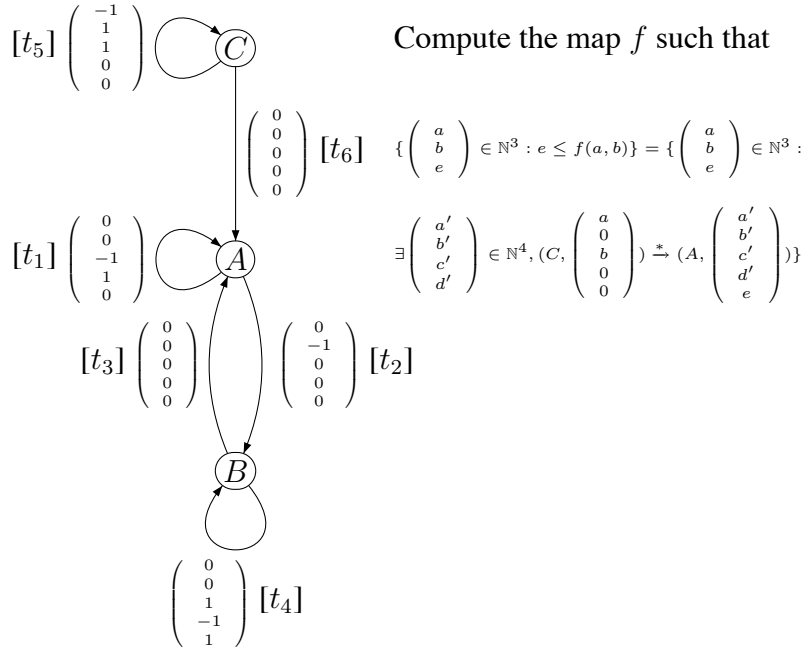 [t₅] ( -1 1 1 0 0 )
C
Compute the map f such that
( 0 0 0 0 0 ) [t₆]
{ ( a b e ) ∈ ℕ³ : e ≤ f(a, b)} = { ( a b e ) ∈ ℕ³ :
[t₁] ( 0 0 -1 1 0 )
A
∃ ( a′ b′ c′ d′ ) ∈ ℕ⁴, (C, ( a 0 b 0 0 ) ) →* (A, ( a′ b′ c′ d′ e ) )}
[t₃] ( 0 0 0 0 0 )
( 0 -1 0 0 0 ) [t₂]
B
( 0 0 1 -1 1 ) [t₄]